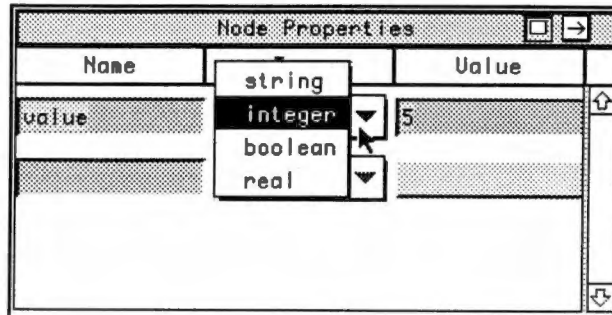 Node Properties
Name Value
string
value integer 5
boolean
real